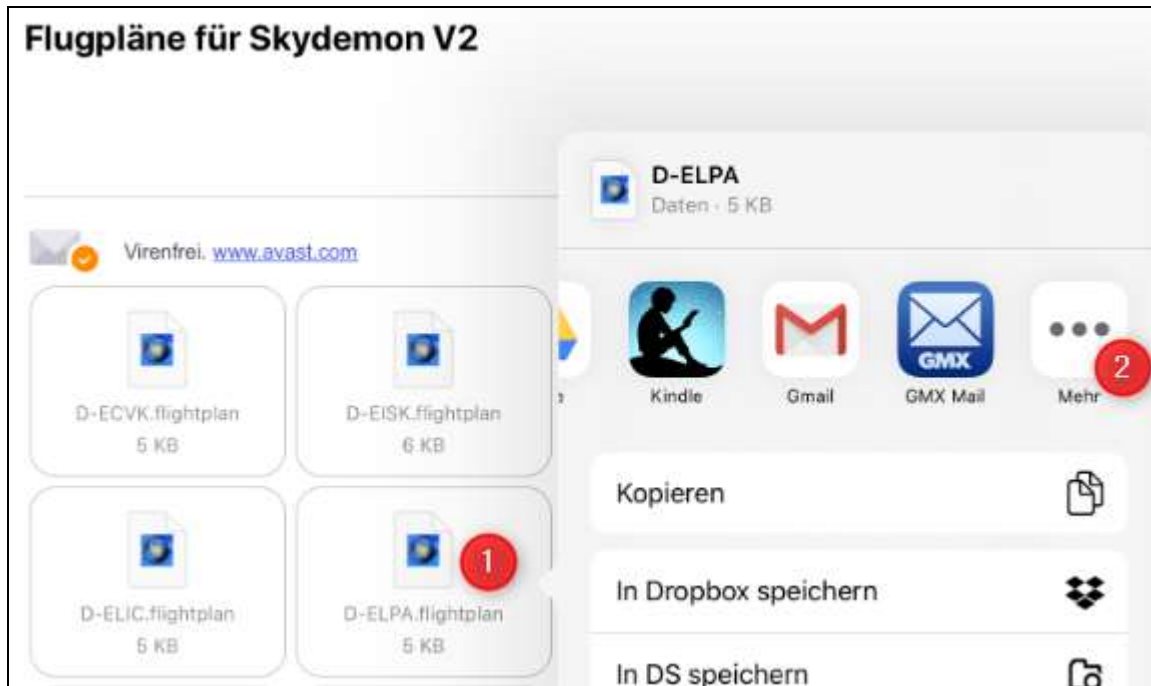 Flugpläne für Skydemon V2
Virenfrei. www.avast.com
D-ECVK.flightplan
5 KB
D-EISK.flightplan
6 KB
D-ELIC.flightplan
5 KB
D-ELPA.flightplan
5 KB
1
D-ELPA
Daten · 5 KB
Kindle
Gmail
GMX
GMX Mail
Mehr
2
Kopieren
In Dropbox speichern
In DS speichern